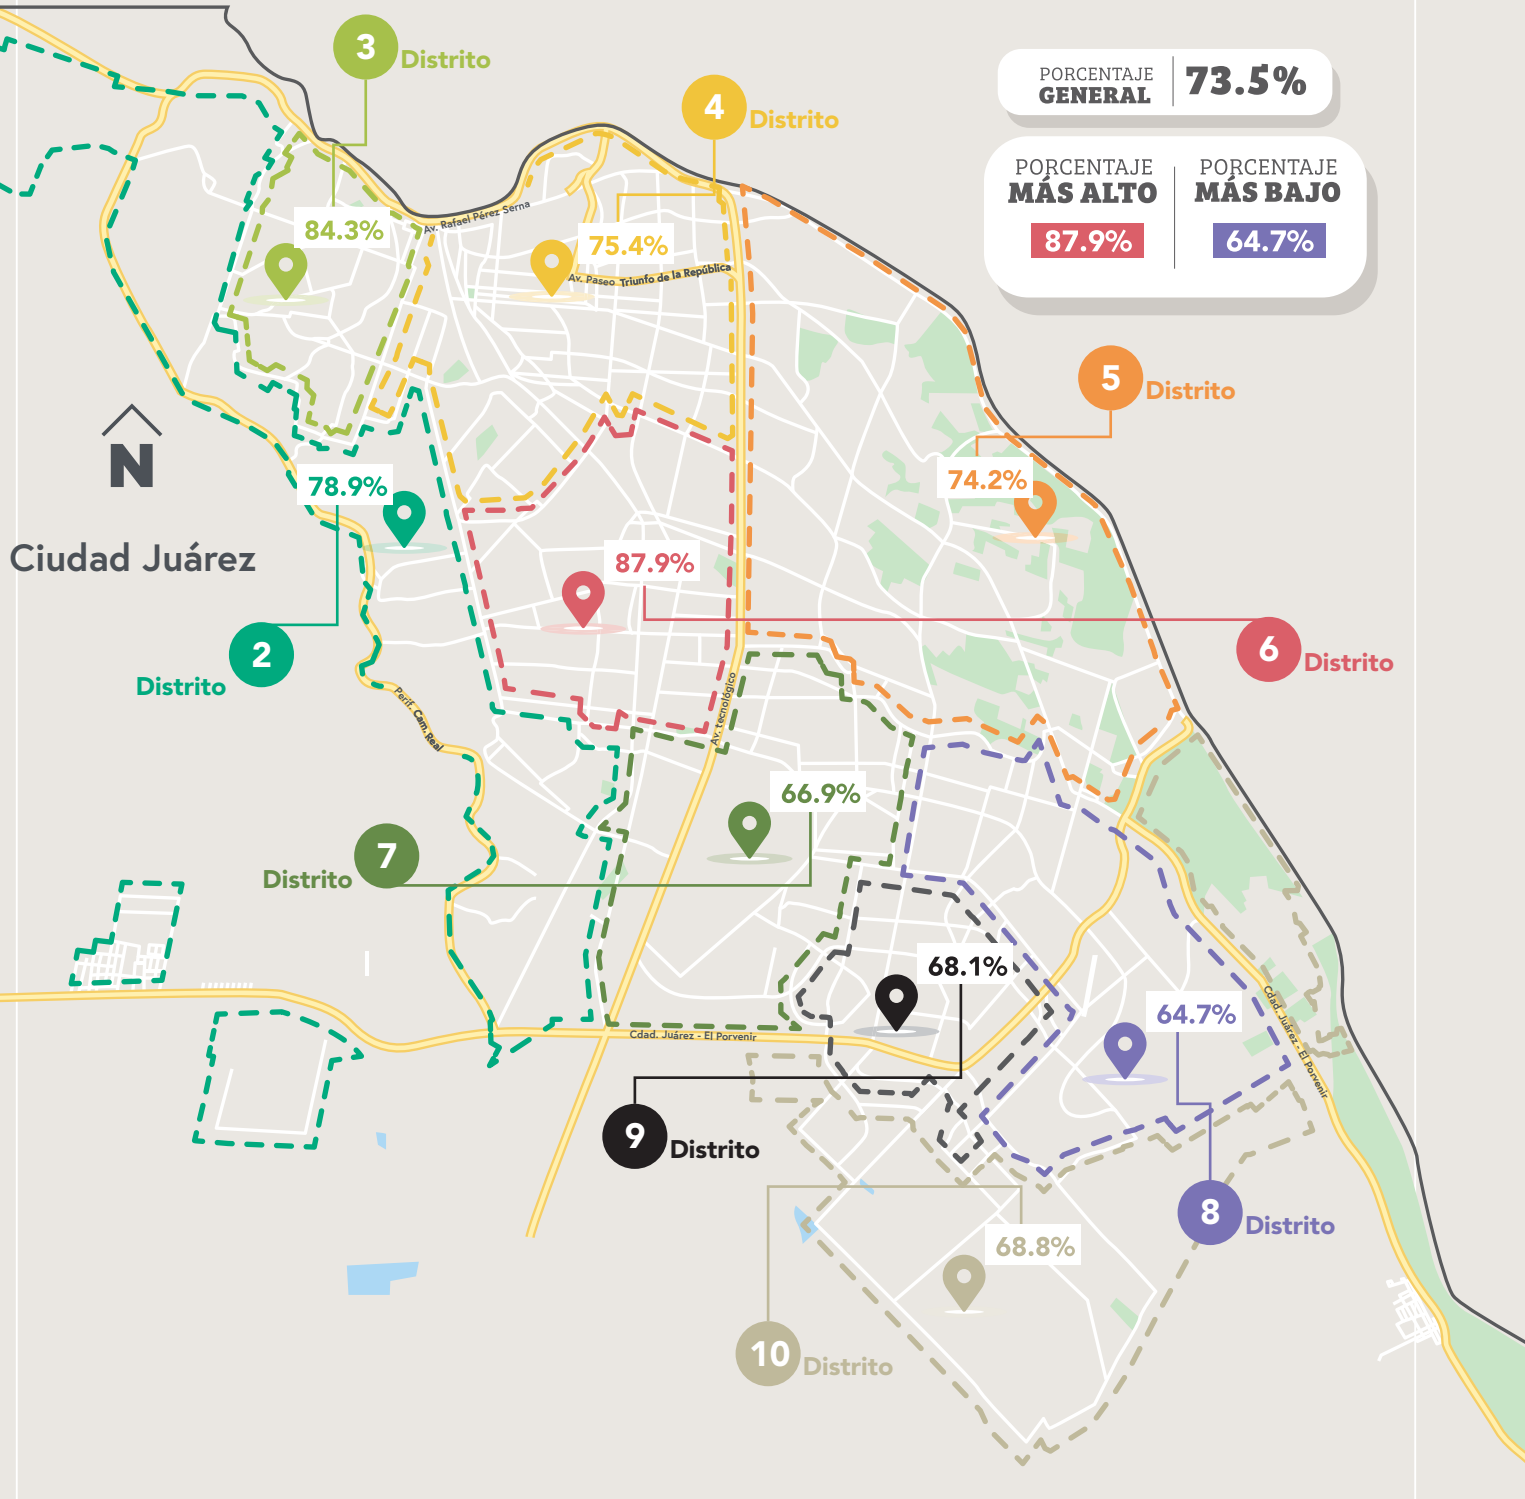 3 Distrito
4 Distrito
PORCENTAJE
GENERAL
73.5%
PORCENTAJE
MÁS ALTO
87.9%
PORCENTAJE
MÁS BAJO
64.7%
84.3%
Av. Rafael Pérez Serna
75.4%
Av. Paseo Triunfo de la República
5 Distrito
N
78.9%
74.2%
Ciudad Juárez
87.9%
2
Distrito
6 Distrito
Perif. Cam. Real
Av. tecnológico
66.9%
7
Distrito
68.1%
64.7%
Cdad. Juárez - El Porvenir
Cdad. Juárez - El Porvenir
9 Distrito
8 Distrito
68.8%
10 Distrito